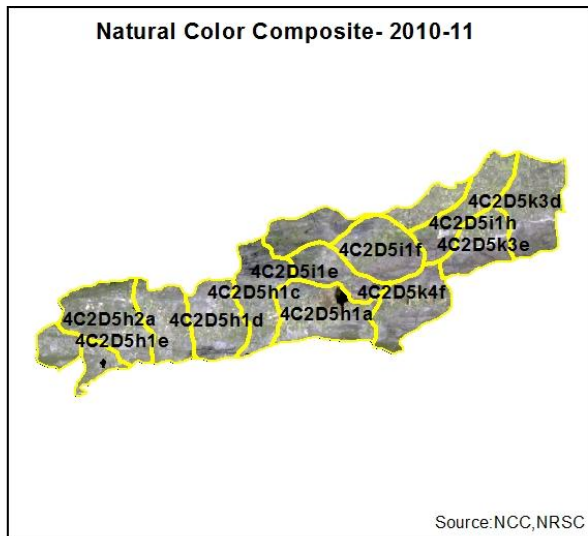 Natural Color Composite- 2010-11
4C2D5k3d
4C2D5i1h
4C2D5k3e
4C2D5i1f
4C2D5i1e
4C2D5h1c
4C2D5k4f
4C2D5h1a
4C2D5h2a
4C2D5h1d
4C2D5h1e
Source:NCC,NRSC